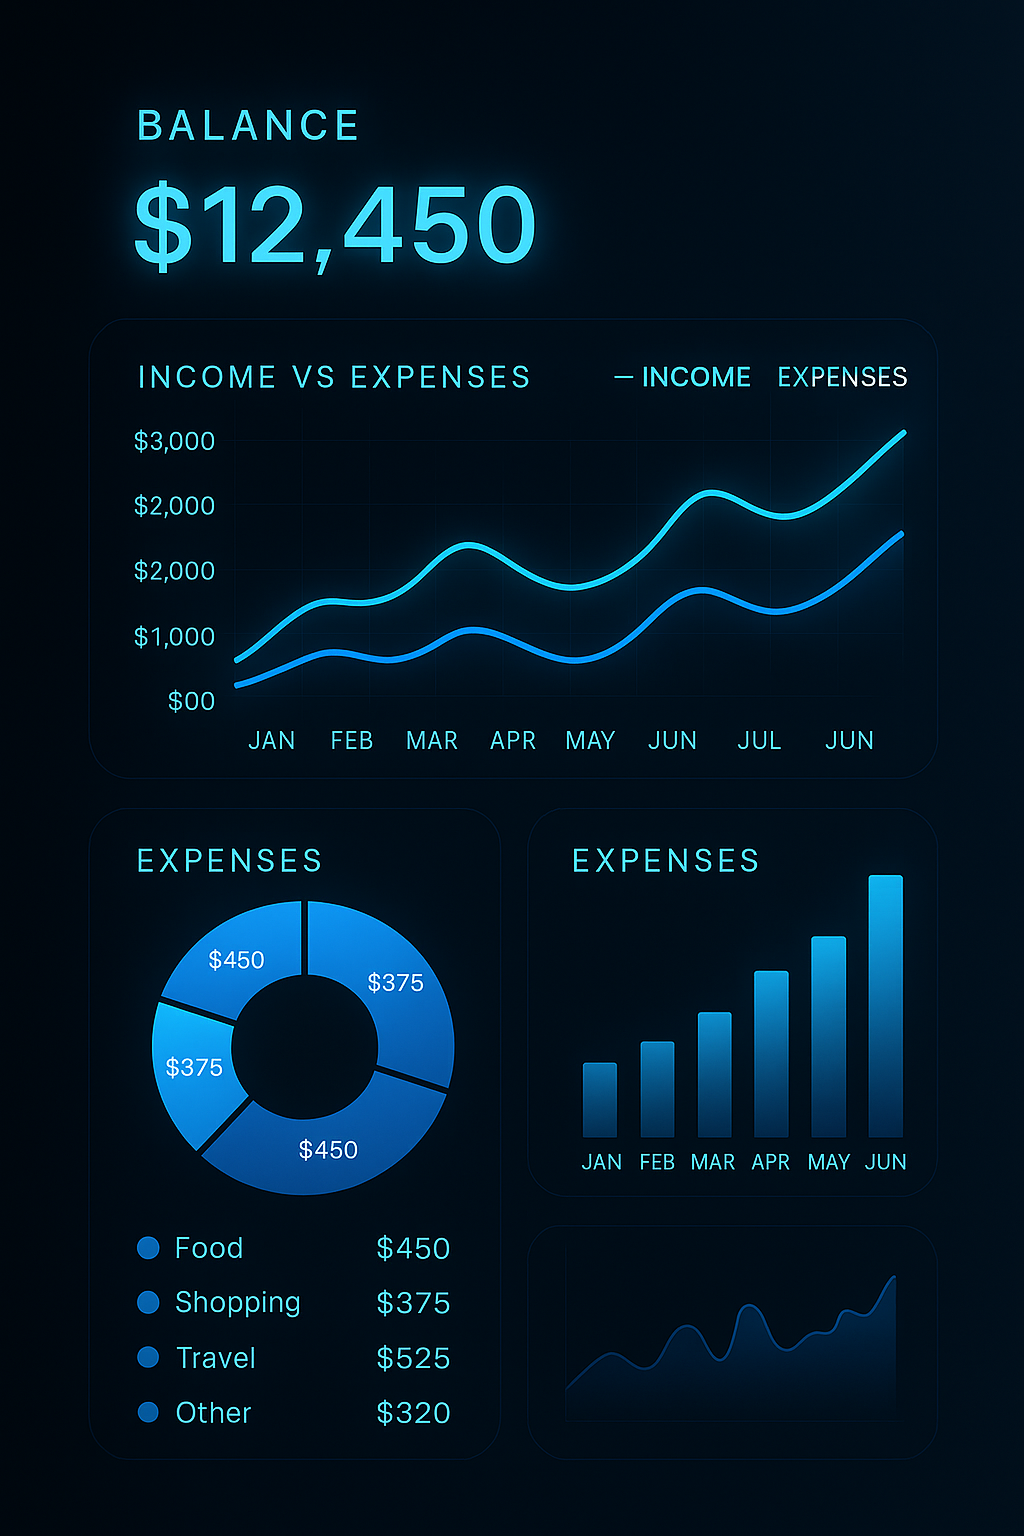 BALANCE
$12,450
INCOME VS EXPENSES
— INCOME EXPENSES
$3,000
$2,000
$2,000
$1,000
$00
JAN FEB MAR APR MAY JUN JUL JUN
EXPENSES
$450
$375
$375
$450
Food $450
Shopping $375
Travel $525
Other $320
EXPENSES
JAN FEB MAR APR MAY JUN